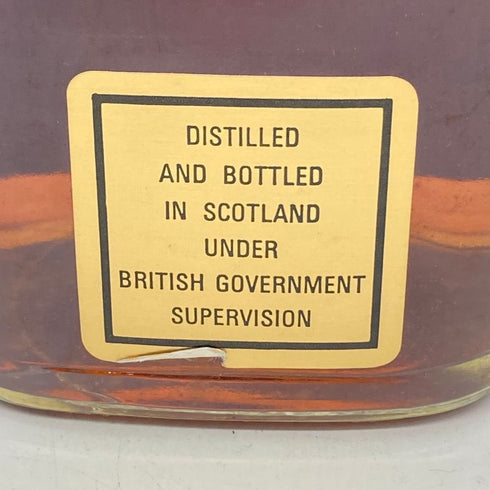 DISTILLED
AND BOTTLED
IN SCOTLAND
UNDER
BRITISH GOVERNMENT
SUPERVISION